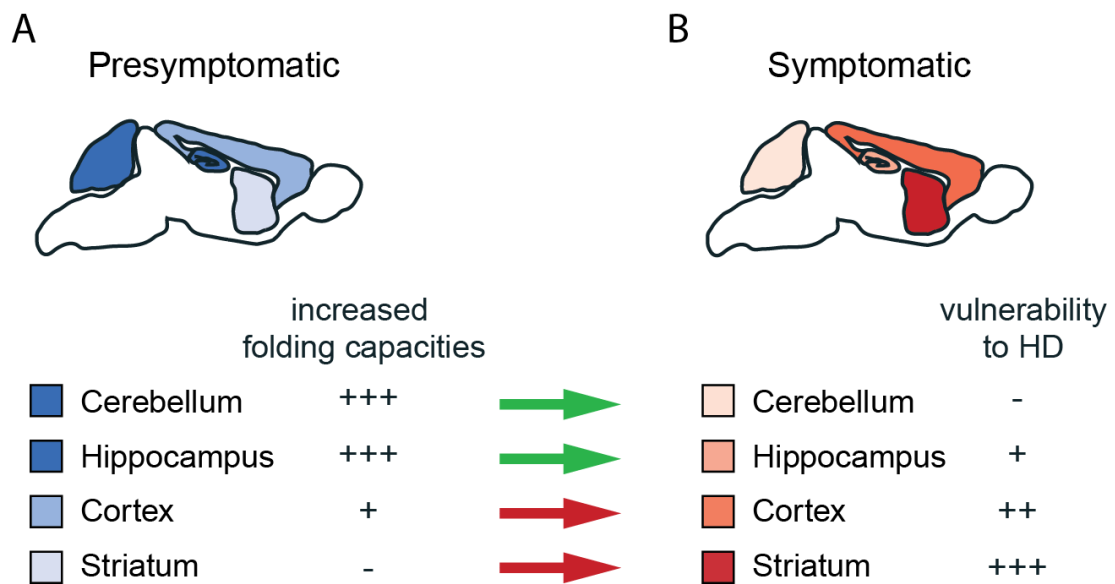 A
Presymptomatic
increased
folding capacities
Cerebellum +++
Hippocampus +++
Cortex +
Striatum -
B
Symptomatic
vulnerability
to HD
Cerebellum -
Hippocampus +
Cortex ++
Striatum +++